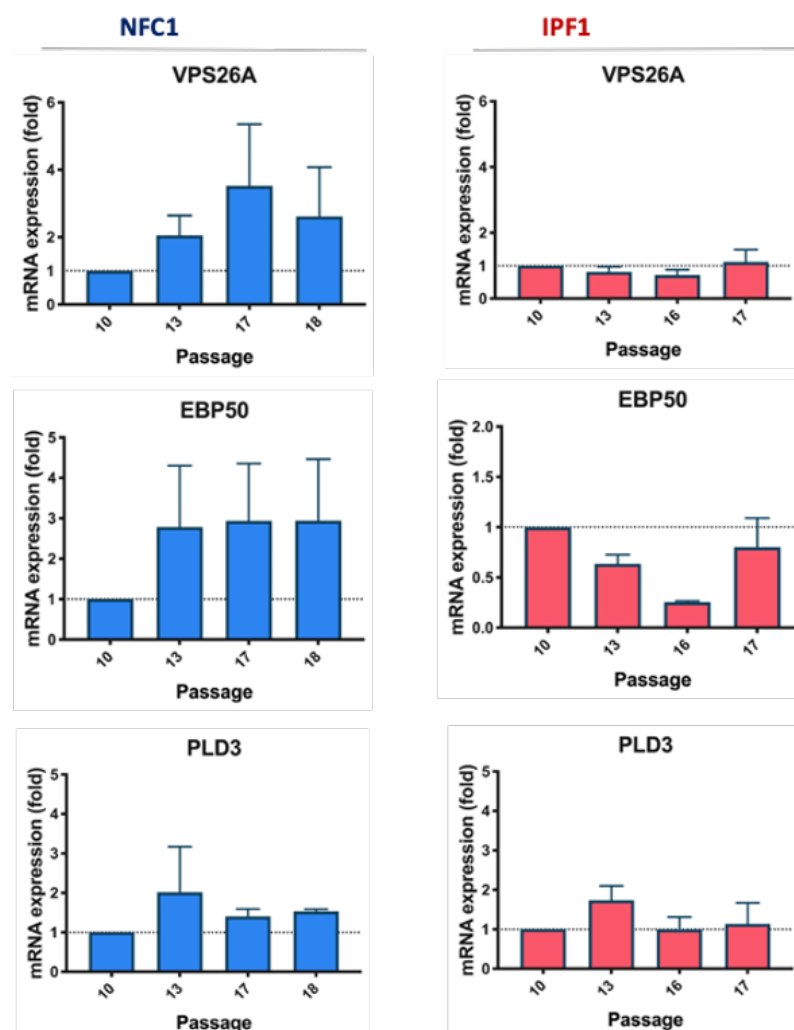 NFC1
IPF1
VPS26A
mRNA expression (fold)
6
4
2
1
0
10 13 17 18
Passage
VPS26A
mRNA expression (fold)
6
4
2
1
0
10 13 16 17
Passage
EBP50
mRNA expression (fold)
5
4
3
2
1
0
10 13 17 18
Passage
EBP50
mRNA expression (fold)
2.0
1.5
1
0.5
0.0
10 13 16 17
Passage
PLD3
mRNA expression (fold)
5
4
3
2
1
0
10 13 17 18
Passage
PLD3
mRNA expression (fold)
5
4
3
2
1
0
10 13 16 17
Passage